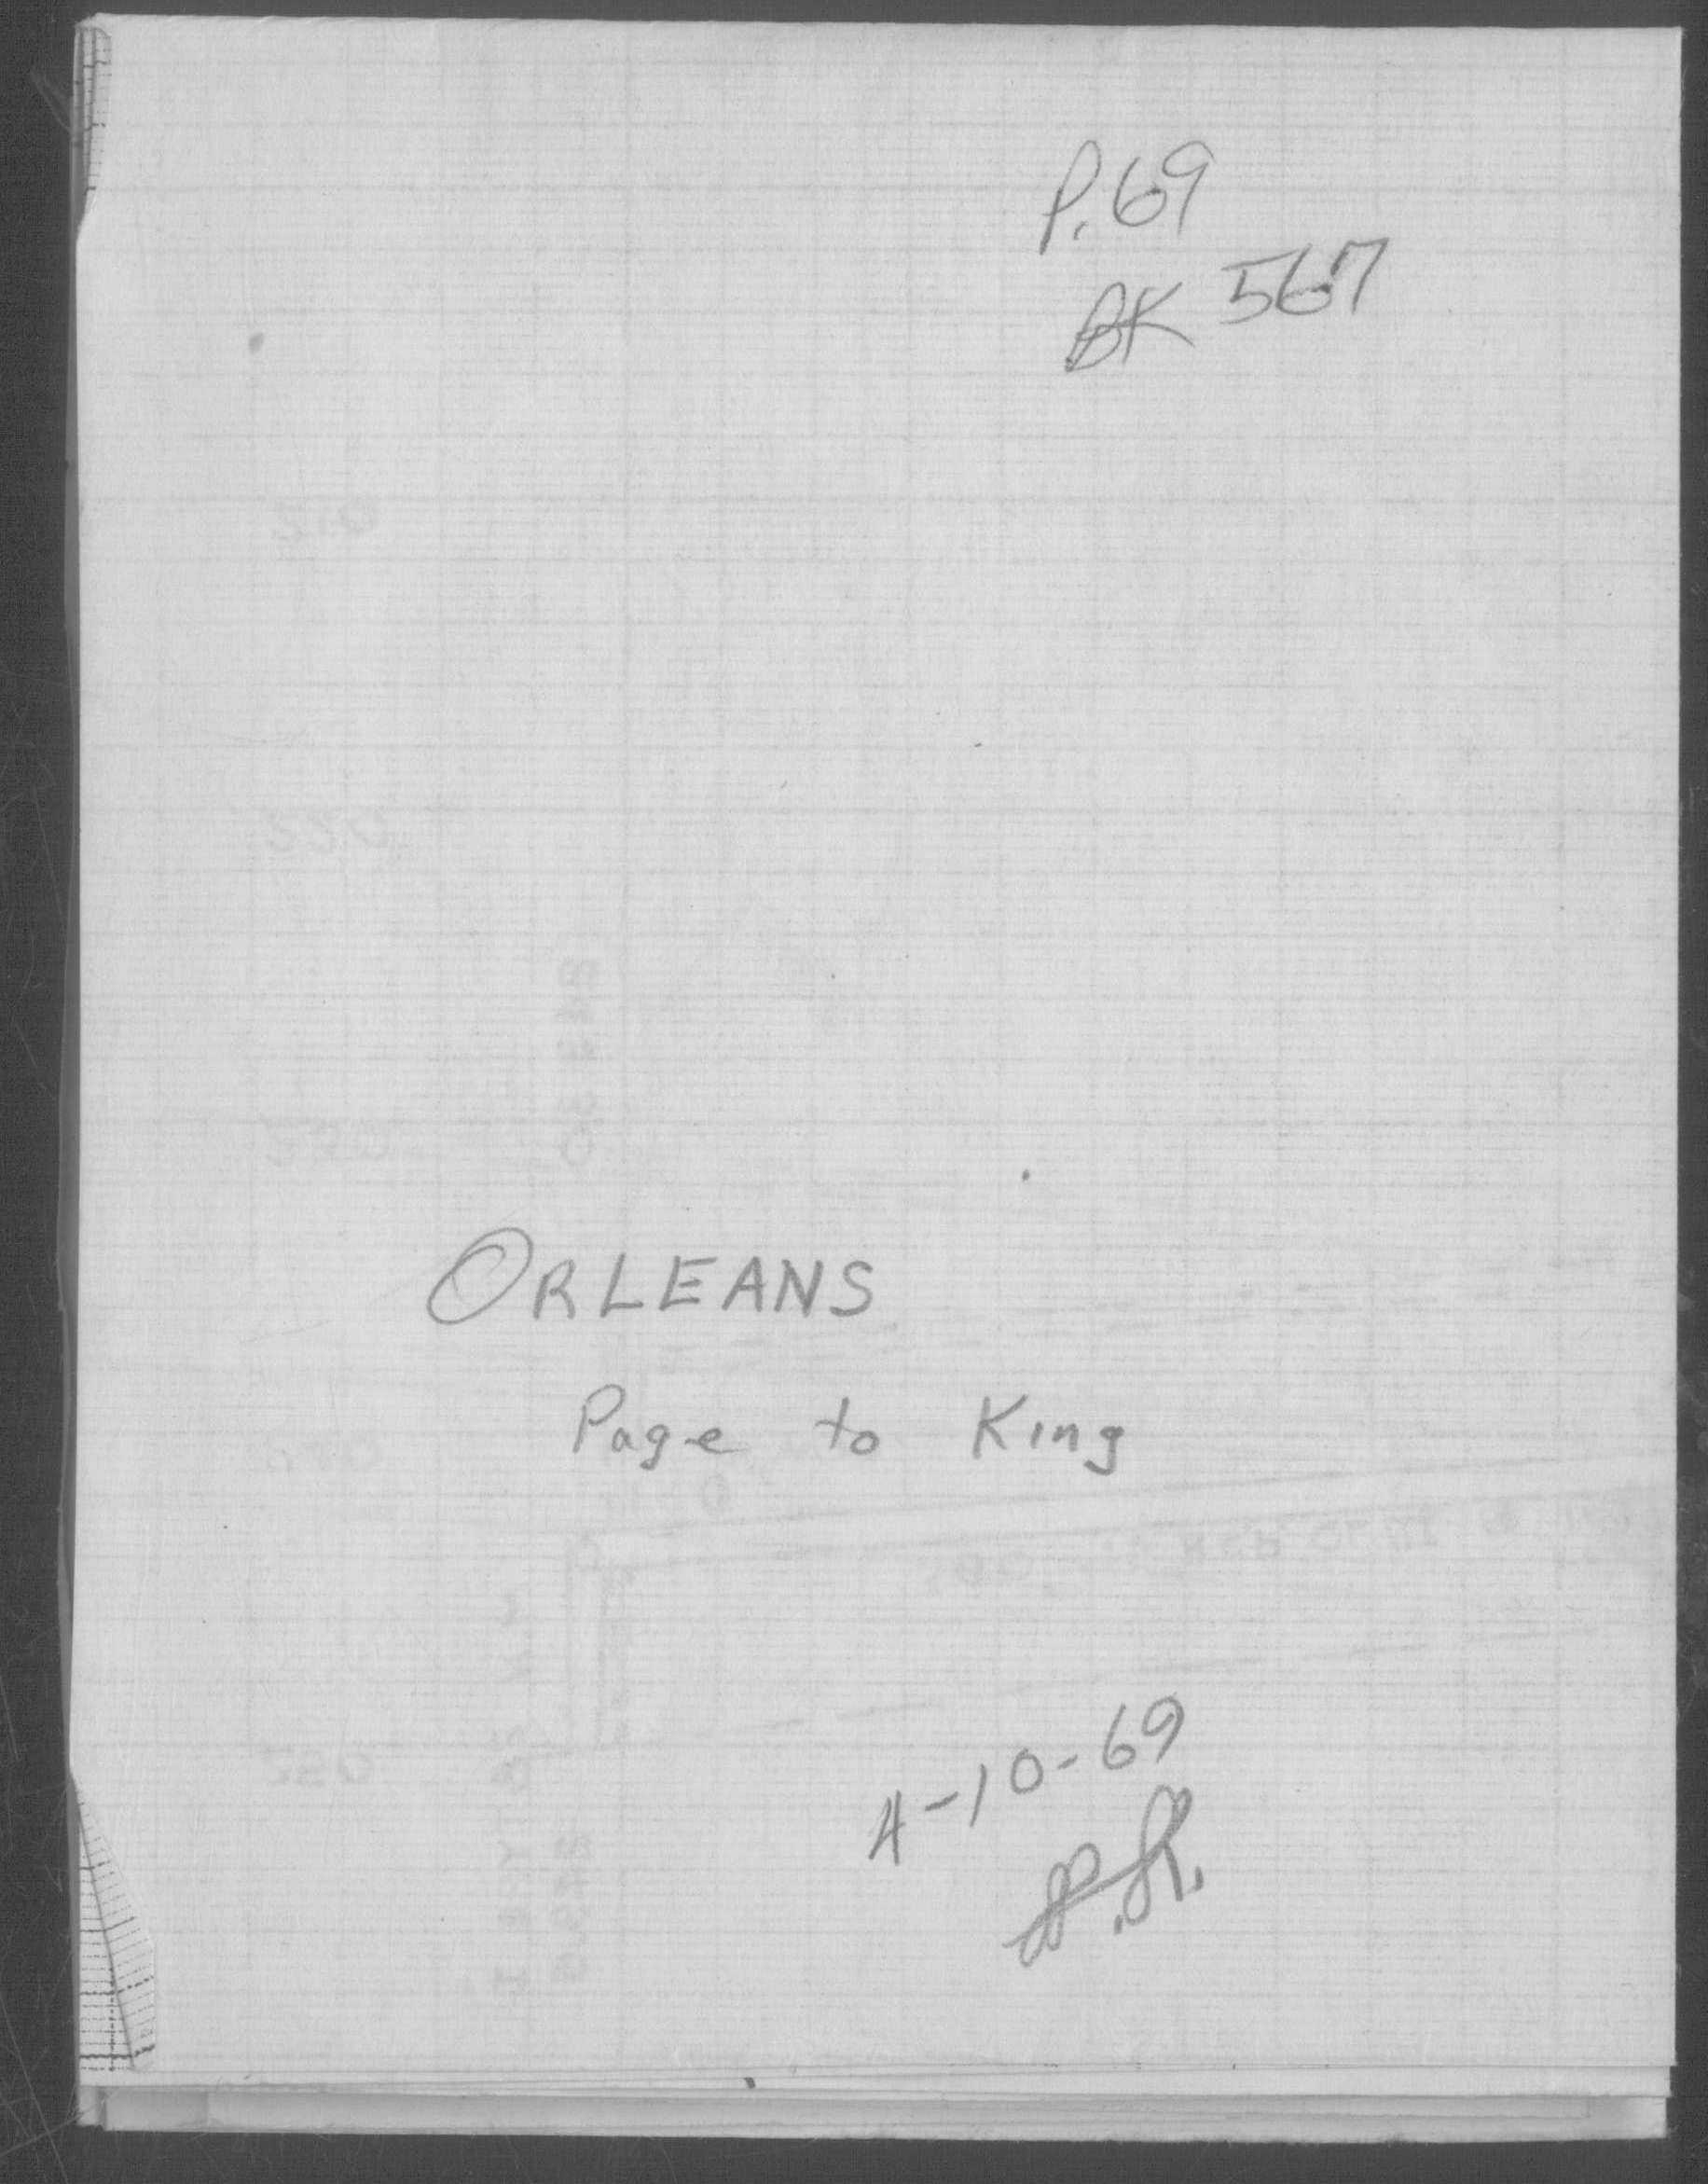 P.69
BK 567
ORLEANS
Page to King
4-10-69